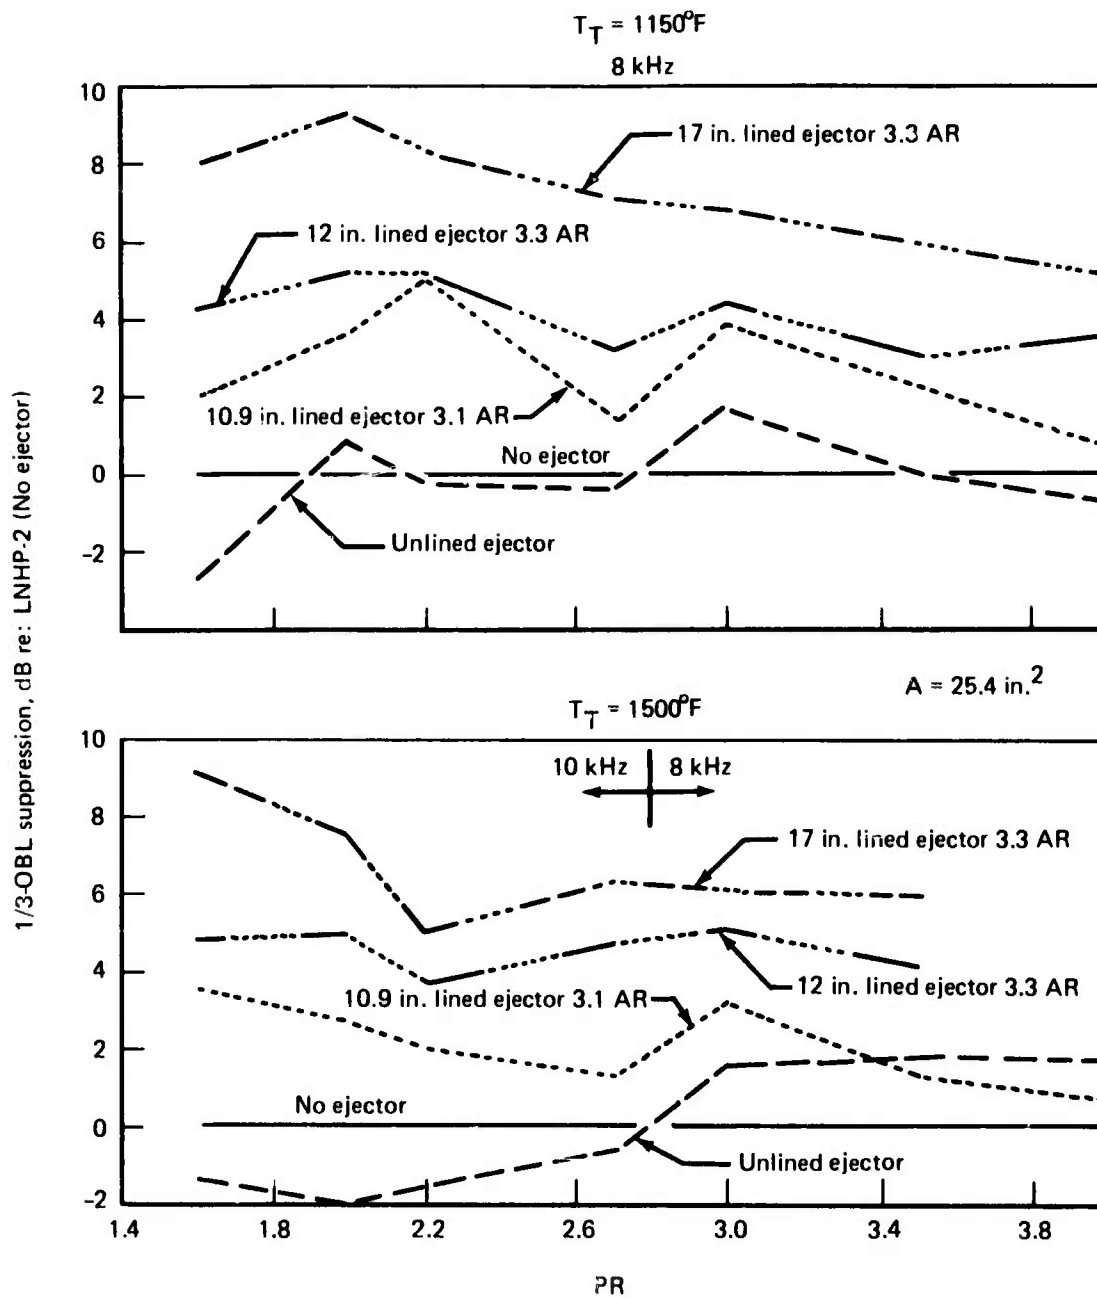 T_T = 1150°F
8 kHz
10
8
6
4
2
0
-2
17 in. lined ejector 3.3 AR
12 in. lined ejector 3.3 AR
10.9 in. lined ejector 3.1 AR
No ejector
Unlined ejector
1/3-OBL suppression, dB re: LNHP-2 (No ejector)
A = 25.4 in.²
T_T = 1500°F
10
8
6
4
2
0
-2
10 kHz
8 kHz
17 in. lined ejector 3.3 AR
12 in. lined ejector 3.3 AR
10.9 in. lined ejector 3.1 AR
No ejector
Unlined ejector
1.4 1.8 2.2 2.6 3.0 3.4 3.8
PR